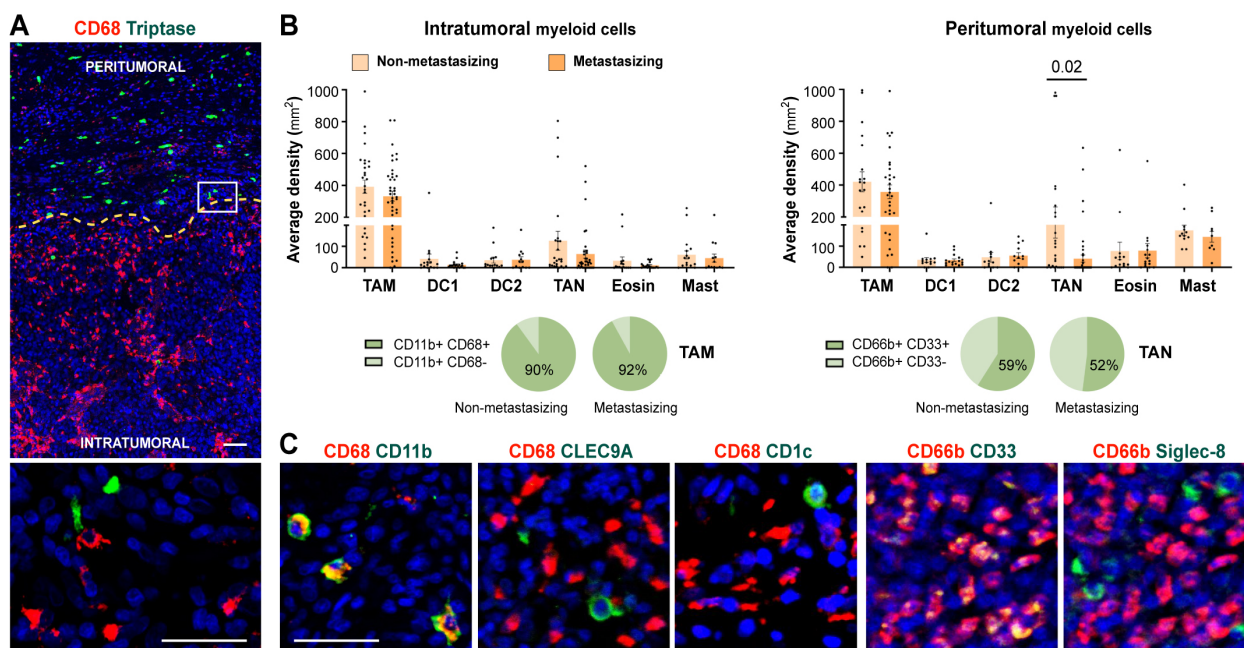 A
CD68 Triptase
PERITUMORAL
INTRATUMORAL
B
Intratumoral myeloid cells
Non-metastasizing
Metastasizing
Average density (mm2)
1000
800
600
400
200
100
0
TAM DC1 DC2 TAN Eosin Mast
Peritumoral myeloid cells
0.02
Average density (mm2)
1000
800
600
400
200
100
0
TAM DC1 DC2 TAN Eosin Mast
CD11b+ CD68+
CD11b+ CD68-
90%
92%
TAM
Non-metastasizing
Metastasizing
CD66b+ CD33+
CD66b+ CD33-
59%
52%
TAN
Non-metastasizing
Metastasizing
C
CD68 CD11b
CD68 CLEC9A
CD68 CD1c
CD66b CD33
CD66b Siglec-8